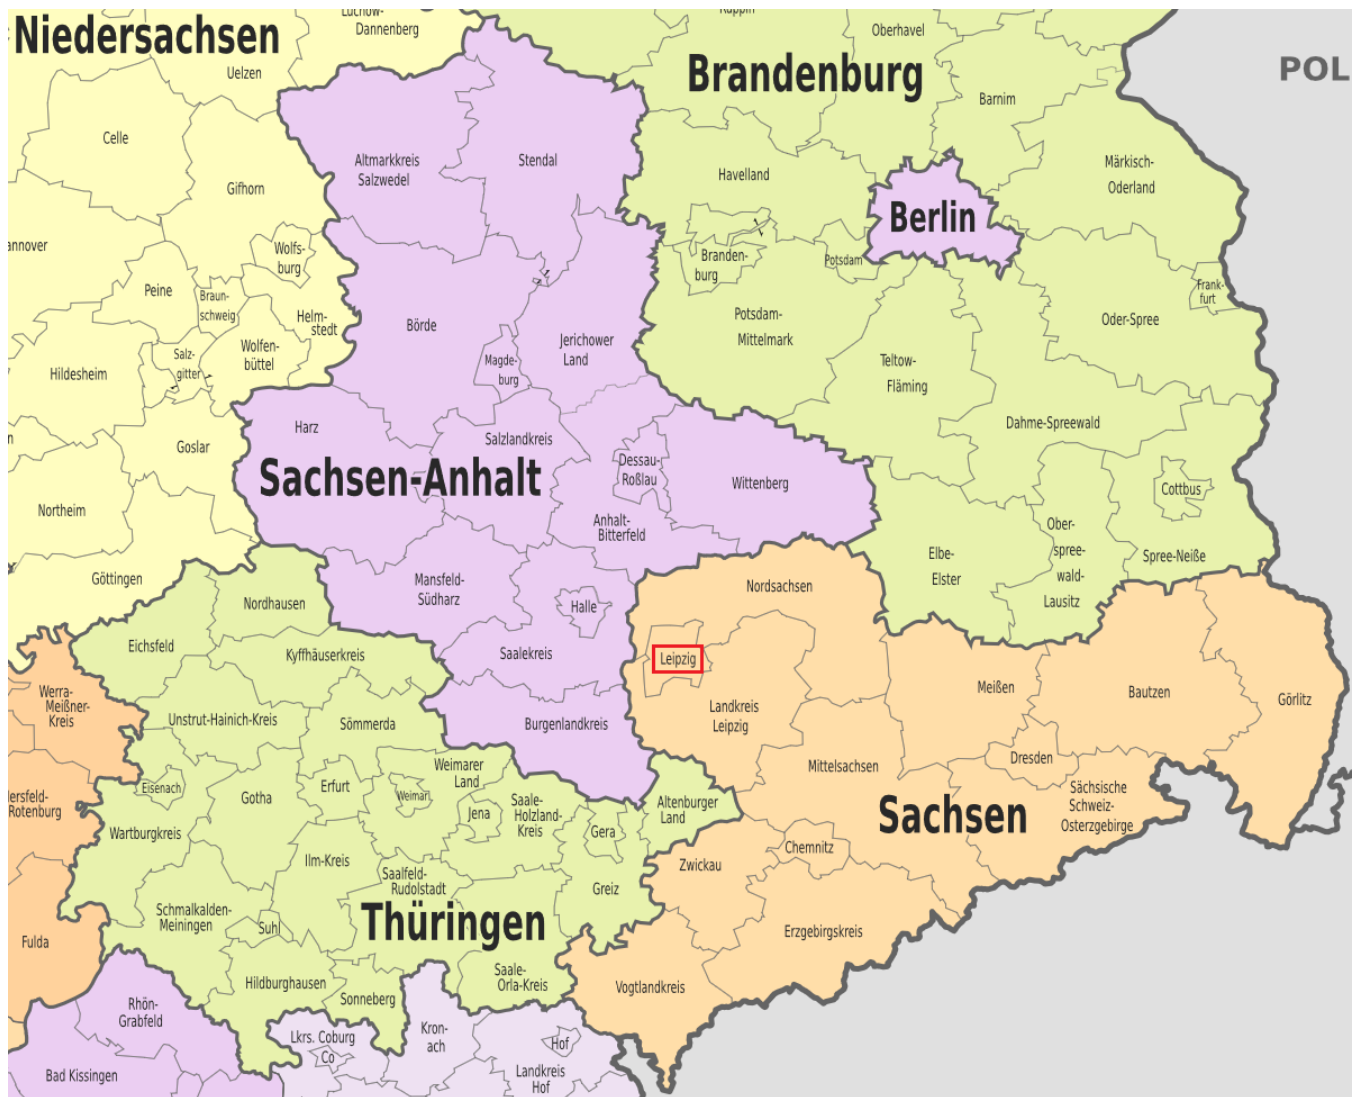 Lüchow-
Dannenberg
Niedersachsen
Uelzen
Celle
Gifhorn
Wolfs-
burg
Peine
Braun-
schweig
Helm-
stedt
Salz-
gitter
Wolfen-
büttel
Hildesheim
Goslar
Northeim
Göttingen
Ruppin
Oberhavel
Brandenburg
Barnim
POL
Havelland
Märkisch-
Oderland
Berlin
Branden-
burg
Potsdam
Frank-
furt
Potsdam-
Mittelmark
Oder-Spree
Teltow-
Fläming
Dahme-Spreewald
Cottbus
Ober-
spree-
wald-
Lausitz
Spree-Neiße
Elbe-
Elster
Altmarkkreis
Salzwedel
Stendal
Börde
Jerichower
Land
Magde-
burg
Harz
Salzlandkreis
Sachsen-Anhalt
Dessau-
Roßlau
Wittenberg
Anhalt-
Bitterfeld
Mansfeld-
Südharz
Halle
Saalekreis
Burgenlandkreis
Nordsachsen
Leipzig
Landkreis
Leipzig
Meißen
Bautzen
Görlitz
Mittelsachsen
Dresden
Sächsische
Schweiz-
Osterzgebirge
Sachsen
Chemnitz
Zwickau
Erzgebirgskreis
Vogtlandkreis
Nordhausen
Eichsfeld
Kyffhäuserkreis
Unstrut-Hainich-Kreis
Sömmerda
Weimarer
Land
Eisenach
Gotha
Erfurt
Weimar
Jena
Saale-
Holzland-
Kreis
Gera
Altenburger
Land
Wartburgkreis
Ilm-Kreis
Saalfeld-
Rudolstadt
Greiz
Schmalkalden-
Meiningen
Suhl
Thüringen
Hildburghausen
Sonneberg
Saale-
Orla-Kreis
Werra-
Meißner-
Kreis
ersfeld-
Rotenburg
Fulda
Rhön-
Grabfeld
Bad Kissingen
Lkrs. Coburg
Co
Kron-
ach
Hof
Landkreis
Hof